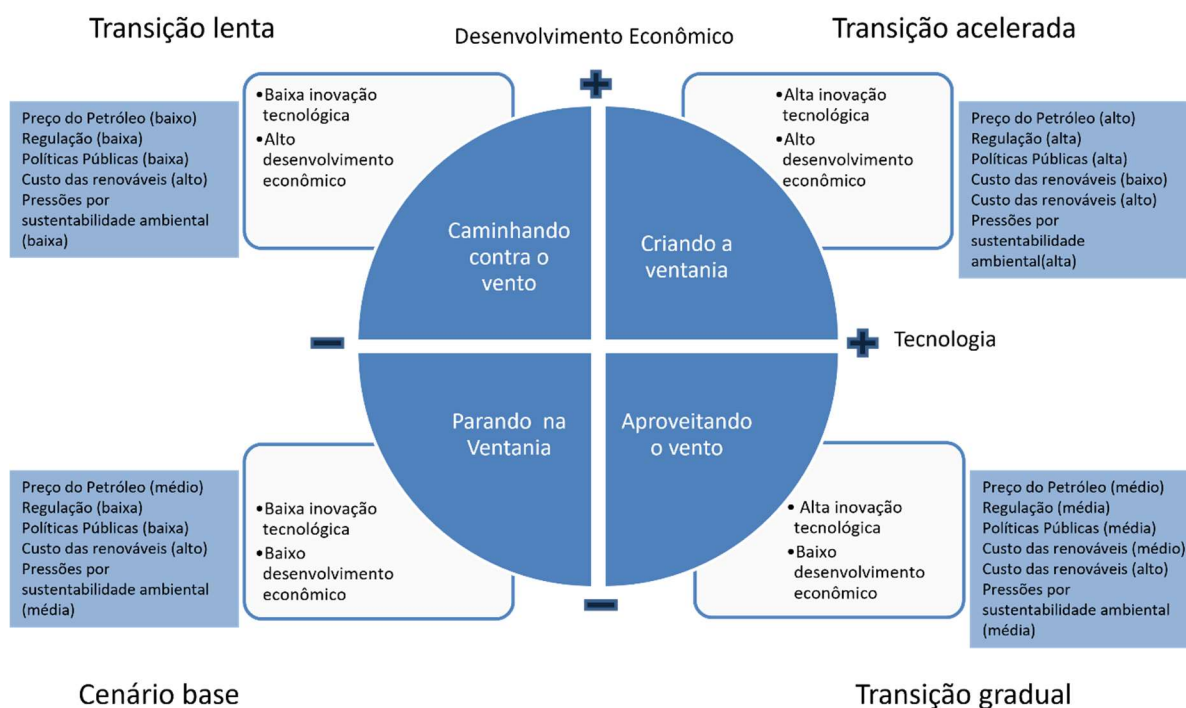 Transição lenta
Desenvolvimento Econômico
Transição acelerada
•Baixa inovação
tecnológica
•Alto
desenvolvimento
econômico
Preço do Petróleo (baixo)
Regulação (baixa)
Políticas Públicas (baixa)
Custo das renováveis (alto)
Pressões por
sustentabilidade ambiental
(baixa)
•Alta inovação
tecnológica
•Alto
desenvolvimento
econômico
Preço do Petróleo (alto)
Regulação (alta)
Políticas Públicas (alta)
Custo das renováveis (baixo)
Custo das renováveis (alto)
Pressões por
sustentabilidade
ambiental(alta)
Caminhando
contra o
vento
Criando a
ventania
Tecnologia
Parando na
Ventania
Aproveitando
o vento
Preço do Petróleo (médio)
Regulação (baixa)
Políticas Públicas (baixa)
Custo das renováveis (alto)
Pressões por
sustentabilidade ambiental
(média)
•Baixa inovação
tecnológica
•Baixo
desenvolvimento
econômico
• Alta inovação
tecnológica
•Baixo
desenvolvimento
econômico
Preço do Petróleo (médio)
Regulação (média)
Políticas Públicas (média)
Custo das renováveis (médio)
Custo das renováveis (alto)
Pressões por
sustentabilidade ambiental
(média)
Cenário base
Transição gradual